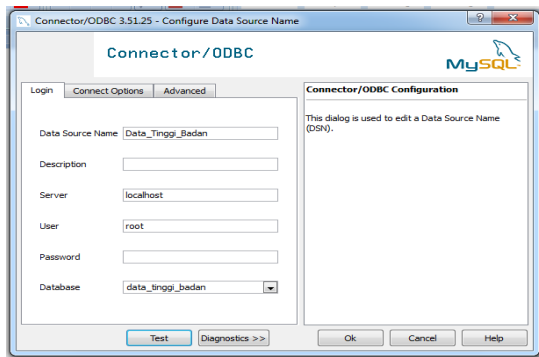 Connector/ODBC 3.51.25 - Configure Data Source Name
Connector/ODBC
MySQL
Login Connect Options Advanced
Data Source Name Data_Tinggi_Badan
Description
Server localhost
User root
Password
Database data_tinggi_badan
Connector/ODBC Configuration
This dialog is used to edit a Data Source Name
(DSN).
Test Diagnostics >> Ok Cancel Help